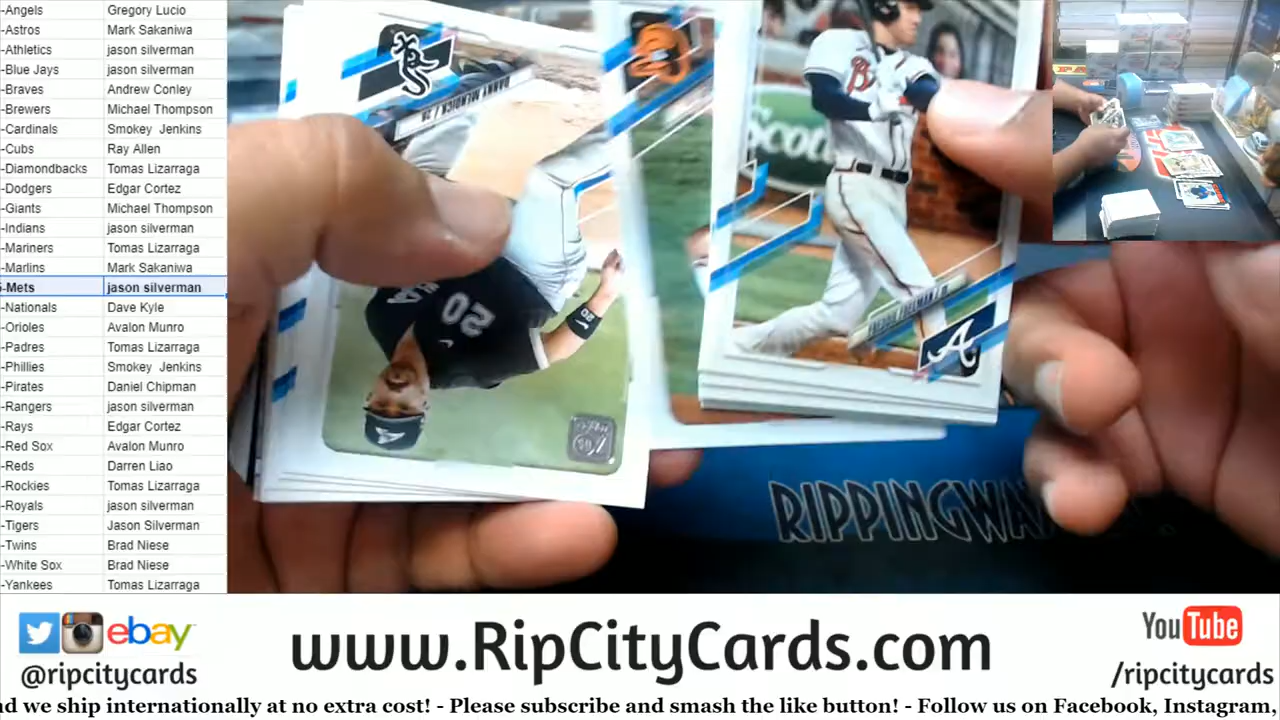 -Angels Gregory Lucio
-Astros Mark Sakaniwa
-Athletics jason silverman
-Blue Jays jason silverman
-Braves Andrew Conley
-Brewers Michael Thompson
-Cardinals Smokey Jenkins
-Cubs Ray Allen
-Diamondbacks Tomas Lizarraga
-Dodgers Edgar Cortez
-Giants Michael Thompson
-Indians jason silverman
-Mariners Tomas Lizarraga
-Marlins Mark Sakaniwa
-Mets jason silverman
-Nationals Dave Kyle
-Orioles Avalon Munro
-Padres Tomas Lizarraga
-Phillies Smokey Jenkins
-Pirates Daniel Chipman
-Rangers jason silverman
-Rays Edgar Cortez
-Red Sox Avalon Munro
-Reds Darren Liao
-Rockies Tomas Lizarraga
-Royals jason silverman
-Tigers Jason Silverman
-Twins Brad Niese
-White Sox Brad Niese
-Yankees Tomas Lizarraga
20
A
RIPPINGWA
ebay
@ripcitycards
www.RipCityCards.com
YouTube
/ripcitycards
we ship internationally at no extra cost! - Please subscribe and smash the like button! - Follow us on Facebook, Instagram,